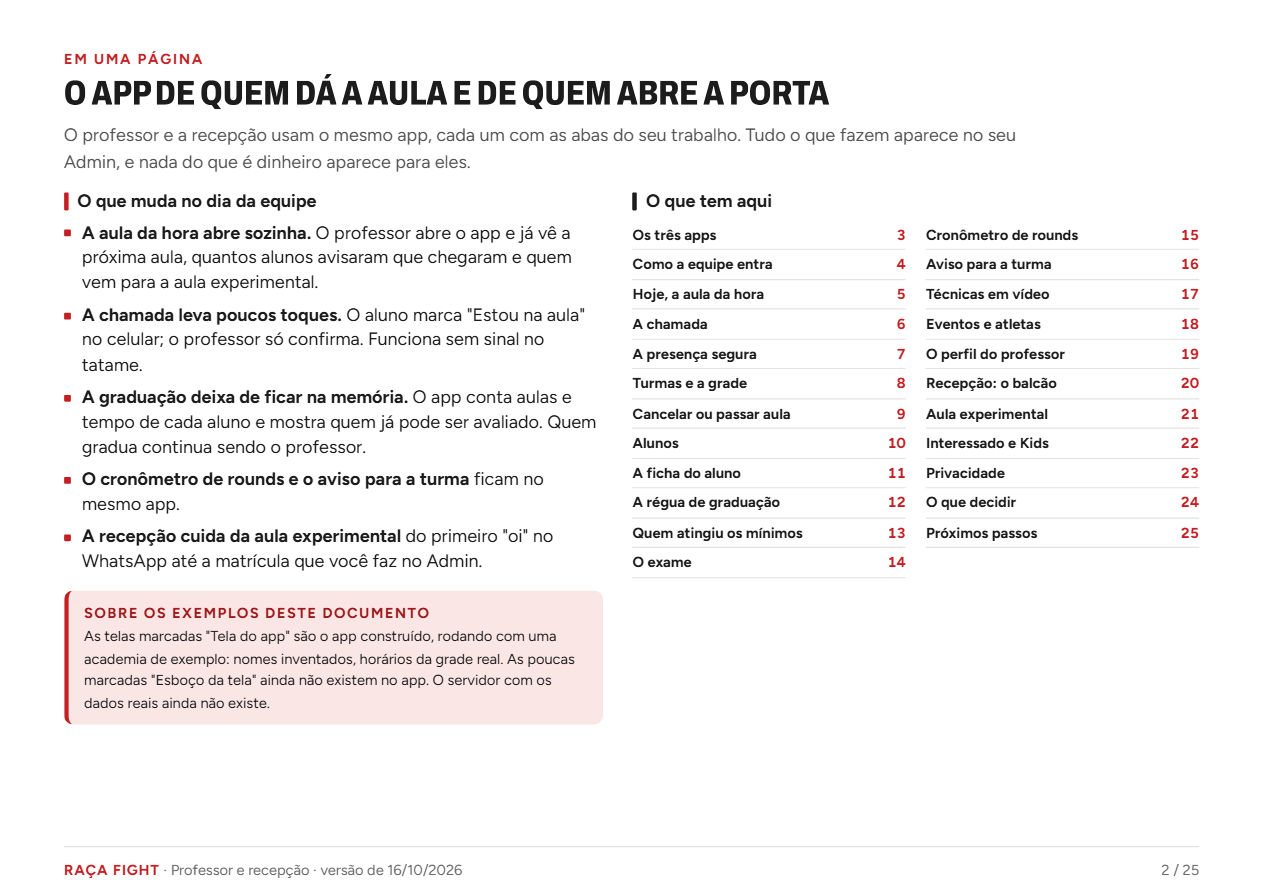 EM UMA PÁGINA
O APP DE QUEM DÁ A AULA E DE QUEM ABRE A PORTA
O professor e a recepção usam o mesmo app, cada um com as abas do seu trabalho. Tudo o que fazem aparece no seu
Admin, e nada do que é dinheiro aparece para eles.
O que muda no dia da equipe
A aula da hora abre sozinha. O professor abre o app e já vê a
próxima aula, quantos alunos avisaram que chegaram e quem
vem para a aula experimental.
A chamada leva poucos toques. O aluno marca "Estou na aula"
no celular; o professor só confirma. Funciona sem sinal no
tatame.
A graduação deixa de ficar na memória. O app conta aulas e
tempo de cada aluno e mostra quem já pode ser avaliado. Quem
gradua continua sendo o professor.
O cronômetro de rounds e o aviso para a turma ficam no
mesmo app.
A recepção cuida da aula experimental do primeiro "oi" no
WhatsApp até a matrícula que você faz no Admin.
SOBRE OS EXEMPLOS DESTE DOCUMENTO
As telas marcadas "Tela do app" são o app construído, rodando com uma
academia de exemplo: nomes inventados, horários da grade real. As poucas
marcadas "Esboço da tela" ainda não existem no app. O servidor com os
dados reais ainda não existe.
O que tem aqui
Os três apps 3
Como a equipe entra 4
Hoje, a aula da hora 5
A chamada 6
A presença segura 7
Turmas e a grade 8
Cancelar ou passar aula 9
Alunos 10
A ficha do aluno 11
A régua de graduação 12
Quem atingiu os mínimos 13
O exame 14
Cronômetro de rounds 15
Aviso para a turma 16
Técnicas em vídeo 17
Eventos e atletas 18
O perfil do professor 19
Recepção: o balcão 20
Aula experimental 21
Interessado e Kids 22
Privacidade 23
O que decidir 24
Próximos passos 25
RAÇA FIGHT · Professor e recepção · versão de 16/10/2026
2 / 25